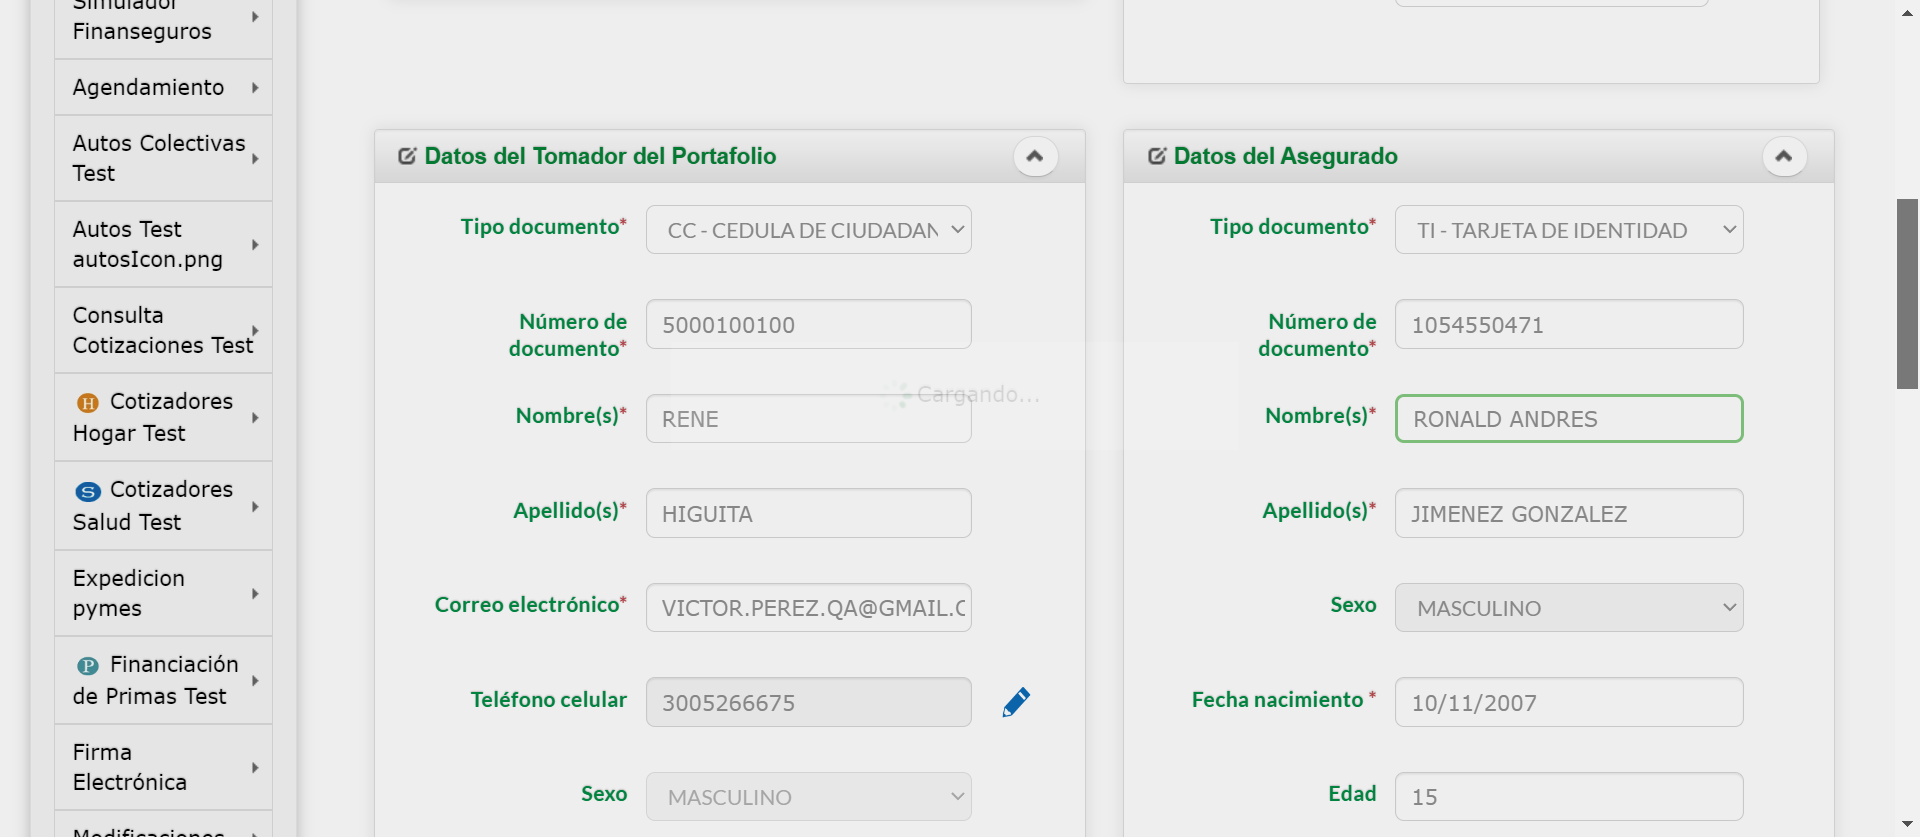 Simulador
Finanseguros
Agendamiento
Autos Colectivas
Test
Autos Test
autosIcon.png
Consulta
Cotizaciones Test
H Cotizadores
Hogar Test
S Cotizadores
Salud Test
Expedicion
pymes
P Financiación
de Primas Test
Firma
Electrónica
Modificaciones
Datos del Tomador del Portafolio
Tipo documento* CC - CEDULA DE CIUDADAN
Número de
documento* 5000100100
Nombre(s)* RENE
Apellido(s)* HIGUITA
Correo electrónico* VICTOR.PEREZ.QA@GMAIL.C
Teléfono celular 3005266675
Sexo MASCULINO
Cargando...
Datos del Asegurado
Tipo documento* TI - TARJETA DE IDENTIDAD
Número de
documento* 1054550471
Nombre(s)* RONALD ANDRES
Apellido(s)* JIMENEZ GONZALEZ
Sexo MASCULINO
Fecha nacimiento * 10/11/2007
Edad 15